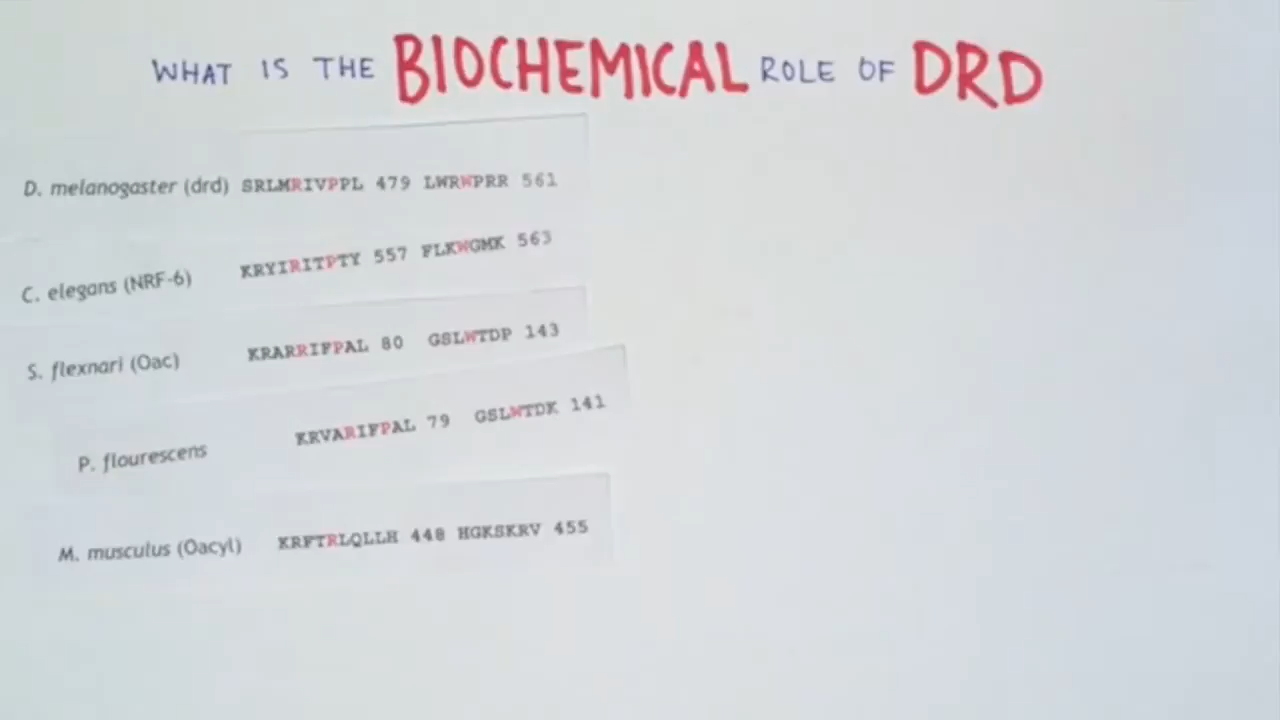 WHAT IS THE BIOCHEMICAL ROLE OF DRD
D. melanogaster (drd) SRLMRIVPPL 479 LWRWPRR 561
C. elegans (NRF-6) KRYIRITPTY 557 FLKWGMK 563
S. flexnari (Oac) KRARRIFPAL 80 GSLWTDP 143
P. flourescens KRVARIFPAL 79 GSLWTDK 141
M. musculus (Oacyl) KRFTRLQLLH 448 HGKSKRV 455